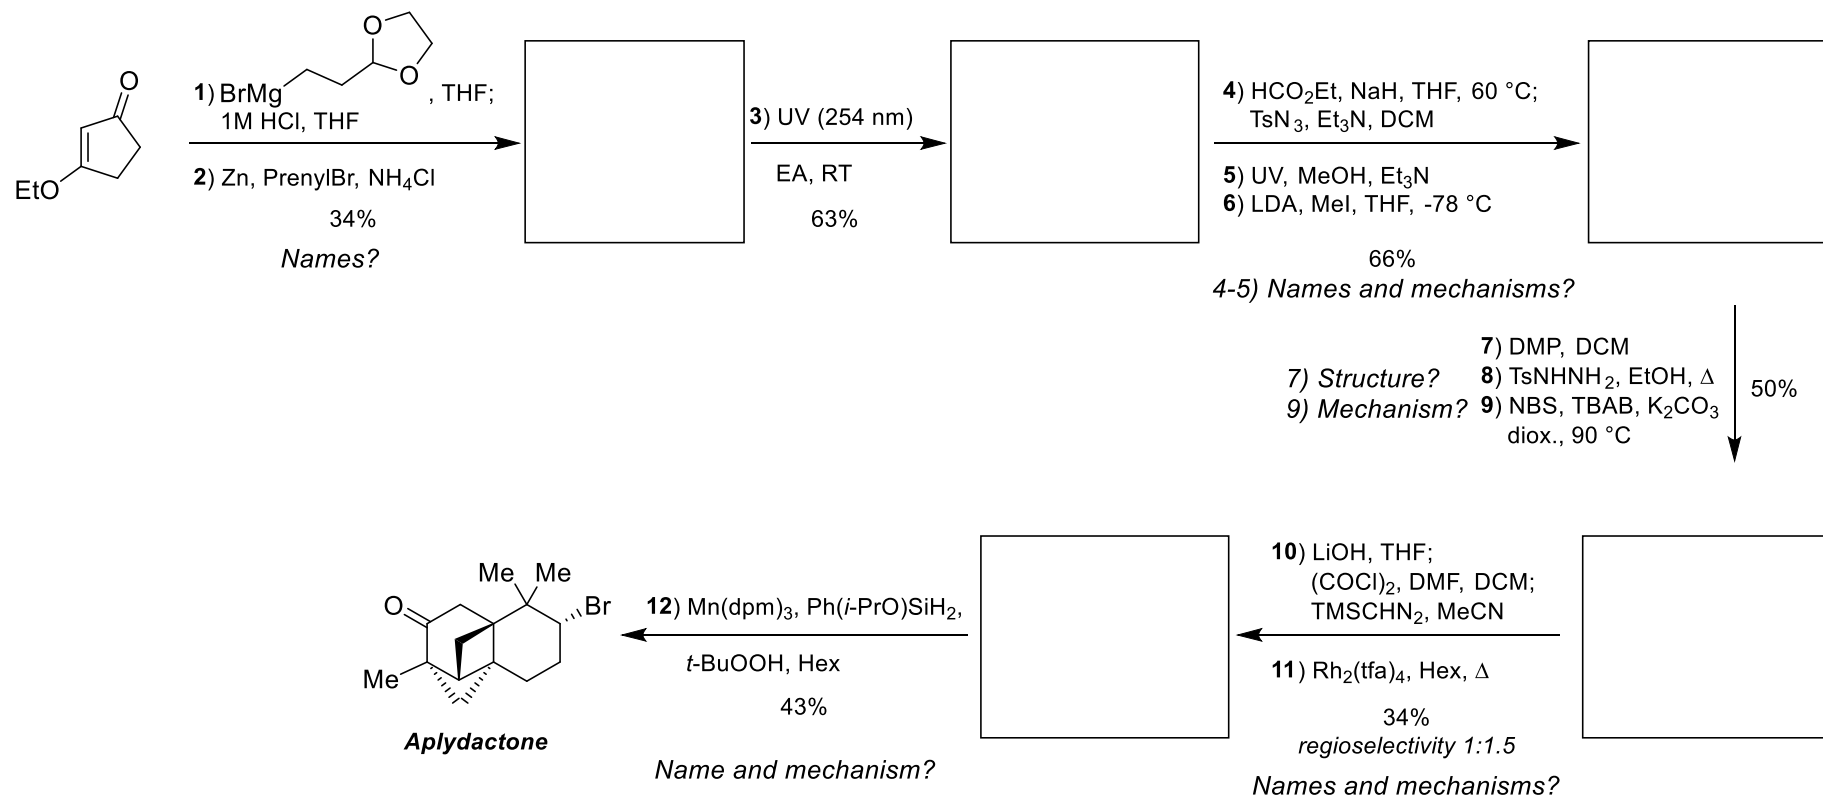 O
EtO
O
O
1) BrMg , THF;
1M HCl, THF
2) Zn, PrenylBr, NH4Cl
34%
Names?
3) UV (254 nm)
EA, RT
63%
4) HCO2Et, NaH, THF, 60 °C;
TsN3, Et3N, DCM
5) UV, MeOH, Et3N
6) LDA, MeI, THF, -78 °C
66%
4-5) Names and mechanisms?
7) DMP, DCM
7) Structure? 8) TsNHNH2, EtOH, Δ
9) Mechanism? 9) NBS, TBAB, K2CO3
diox., 90 °C
50%
10) LiOH, THF;
(COCl)2, DMF, DCM;
TMSCHN2, MeCN
11) Rh2(tfa)4, Hex, Δ
34%
regioselectivity 1:1.5
Names and mechanisms?
12) Mn(dpm)3, Ph(i-PrO)SiH2,
t-BuOOH, Hex
43%
Name and mechanism?
Me Me
O
Br
Me
Aplydactone